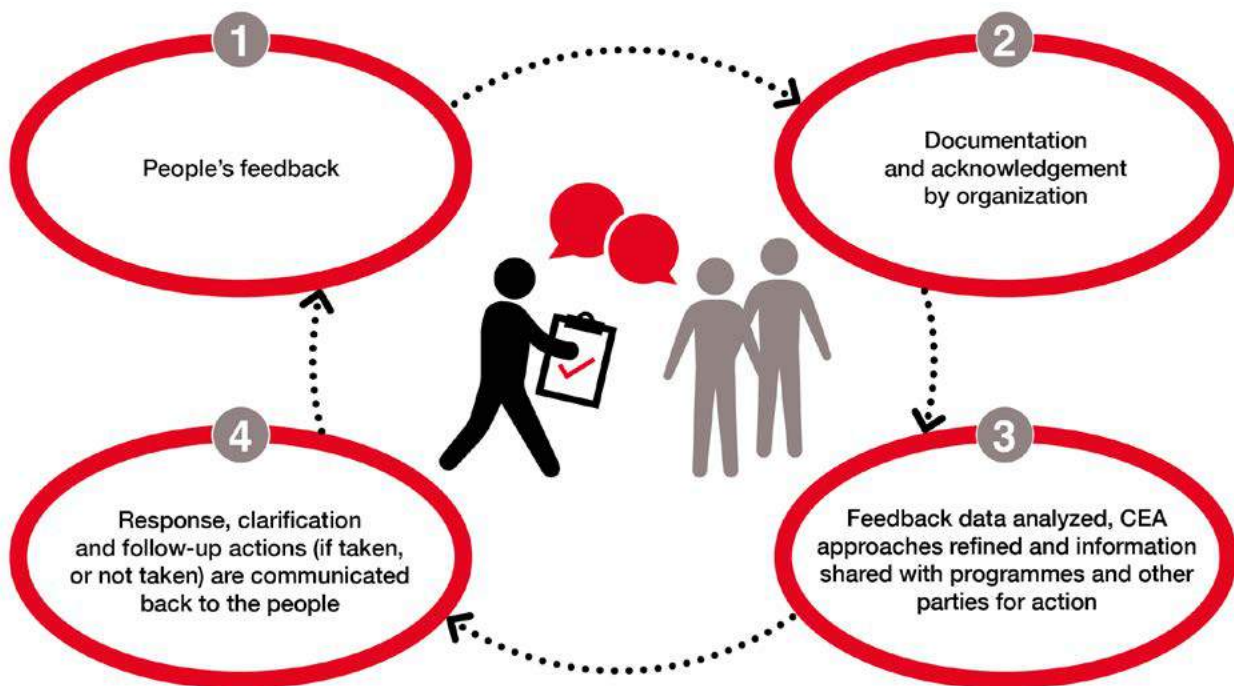 1
People’s feedback
2
Documentation
and acknowledgement
by organization
3
Feedback data analyzed, CEA
approaches refined and information
shared with programmes and other
parties for action
4
Response, clarification
and follow-up actions (if taken,
or not taken) are communicated
back to the people